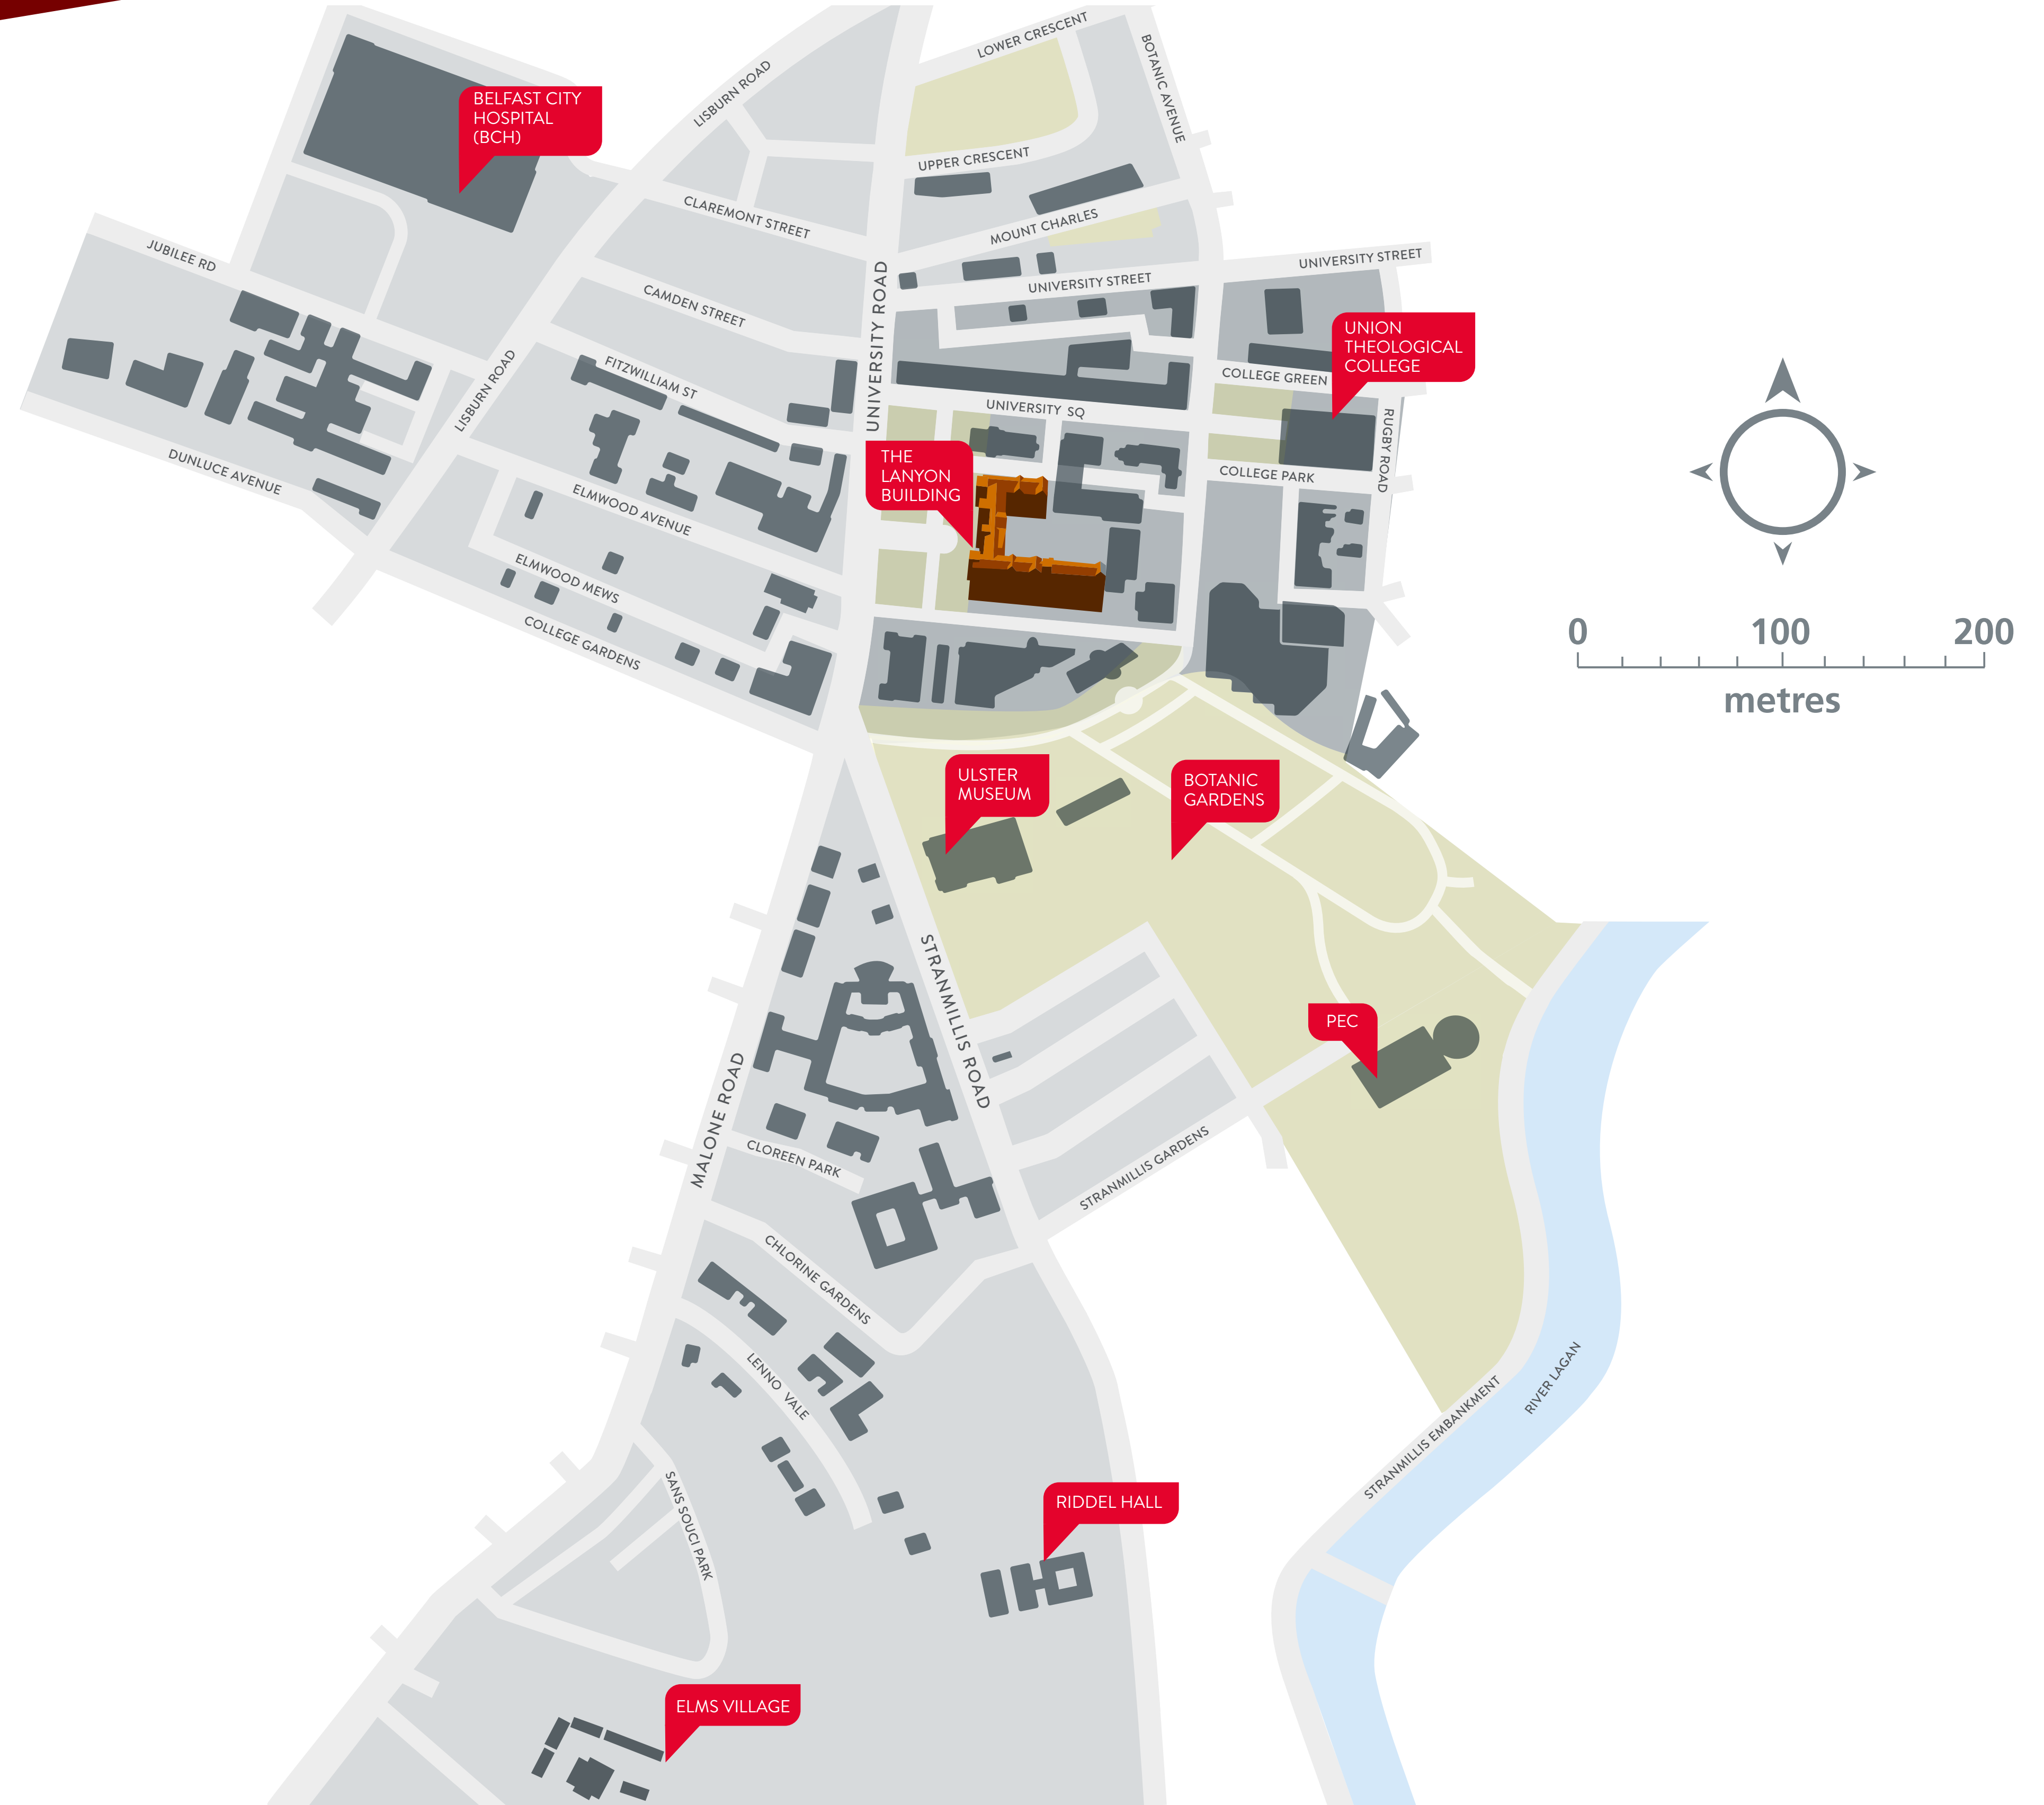 LOWER CRESCENT
BOTANIC AVENUE
LISBURN ROAD
BELFAST CITY
HOSPITAL
(BCH)
UPPER CRESCENT
CLAREMONT STREET
MOUNT CHARLES
JUBILEE RD
UNIVERSITY STREET
UNIVERSITY STREET
CAMDEN STREET
UNIVERSITY ROAD
UNION
THEOLOGICAL
COLLEGE
FITZWILLIAM ST
LISBURN ROAD
COLLEGE GREEN
UNIVERSITY SQ
RUGBY ROAD
THE
LANYON
BUILDING
DUNLUCE AVENUE
COLLEGE PARK
ELMWOOD AVENUE
ELMWOOD MEWS
COLLEGE GARDENS
0
100
200
metres
ULSTER
MUSEUM
BOTANIC
GARDENS
STRANMILLIS ROAD
PEC
MALONE ROAD
CLOREEN PARK
STRANMILLIS GARDENS
CHLORINE GARDENS
LENNO VALE
RIVER LAGAN
STRANMILLIS EMBANKMENT
SANS SOUCI PARK
RIDDEL HALL
ELMS VILLAGE